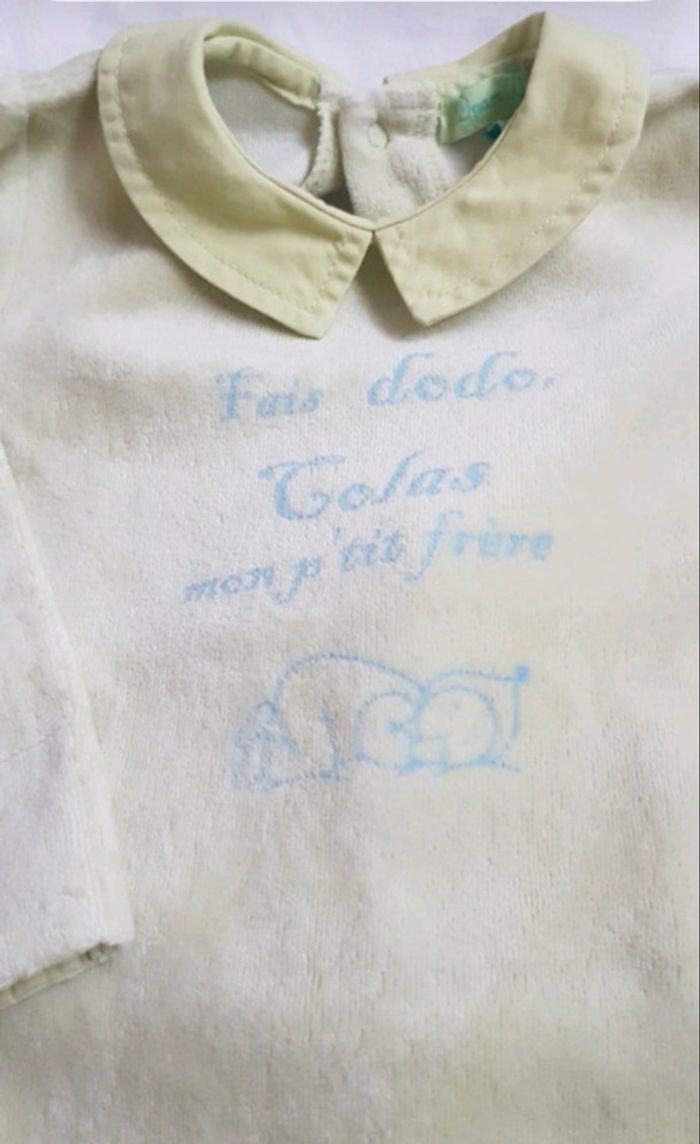 Fais dodo,
Colas
mon p'tit frère